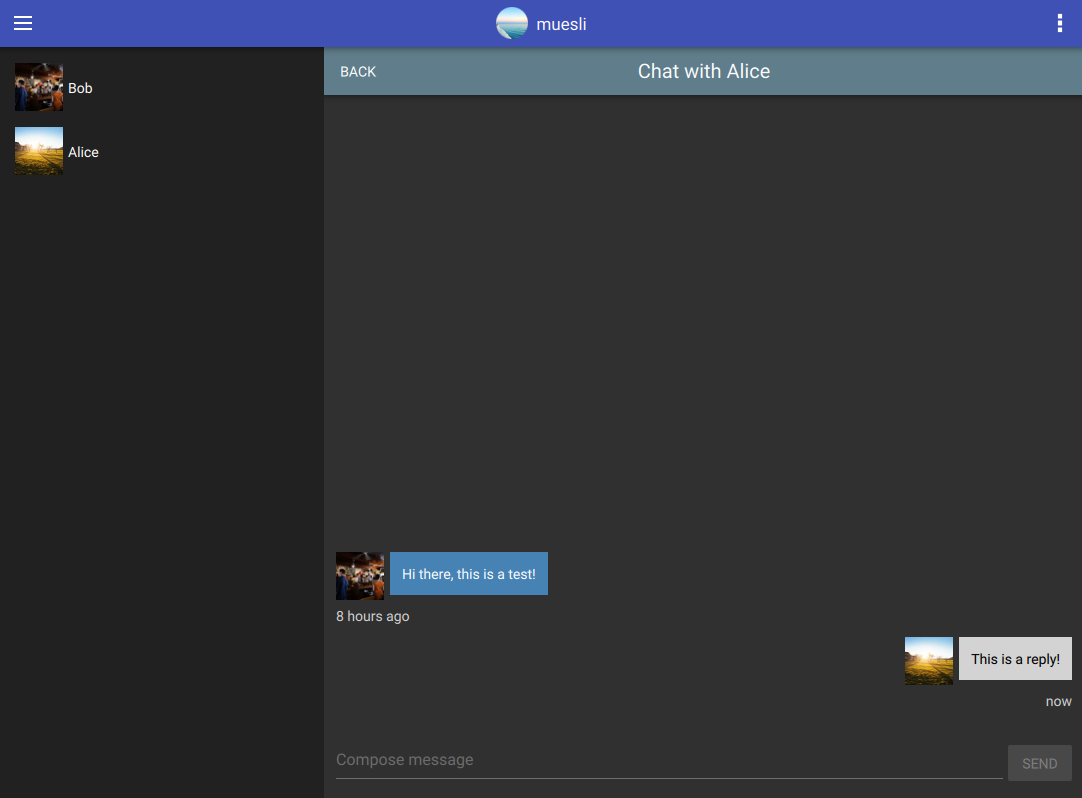 muesli
Bob
Alice
BACK
Chat with Alice
Hi there, this is a test!
8 hours ago
This is a reply!
now
Compose message
SEND